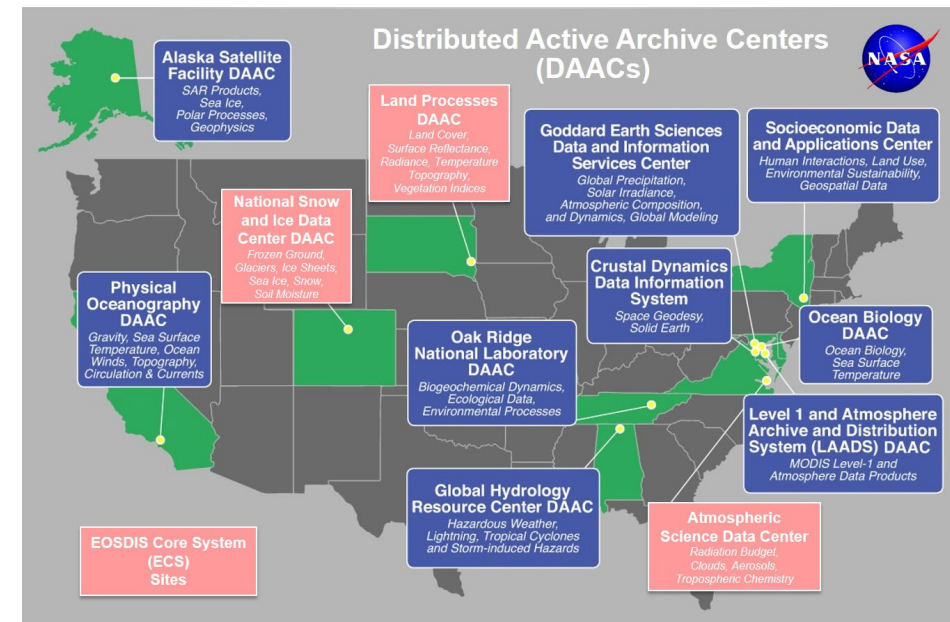 Distributed Active Archive Centers
(DAACs)
NASA
Alaska Satellite
Facility DAAC
SAR Products,
Sea Ice,
Polar Processes,
Geophysics
Land Processes
DAAC
Land Cover,
Surface Reflectance,
Radiance, Temperature
Topography,
Vegetation Indices
Goddard Earth Sciences
Data and Information
Services Center
Global Precipitation,
Solar Irradiance,
Atmospheric Composition,
and Dynamics, Global Modeling
Socioeconomic Data
and Applications Center
Human Interactions, Land Use,
Environmental Sustainability,
Geospatial Data
National Snow
and Ice Data
Center DAAC
Frozen Ground,
Glaciers, Ice Sheets,
Sea Ice, Snow,
Soil Moisture
Crustal Dynamics
Data Information
System
Space Geodesy,
Solid Earth
Physical
Oceanography
DAAC
Gravity, Sea Surface
Temperature, Ocean
Winds, Topography,
Circulation & Currents
Oak Ridge
National Laboratory
DAAC
Biogeochemical Dynamics,
Ecological Data,
Environmental Processes
Ocean Biology
DAAC
Ocean Biology,
Sea Surface
Temperature
Level 1 and Atmosphere
Archive and Distribution
System (LAADS) DAAC
MODIS Level-1 and
Atmosphere Data Products
Global Hydrology
Resource Center DAAC
Hazardous Weather,
Lightning, Tropical Cyclones
and Storm-induced Hazards
Atmospheric
Science Data Center
Radiation Budget,
Clouds, Aerosols,
Tropospheric Chemistry
EOSDIS Core System
(ECS)
Sites